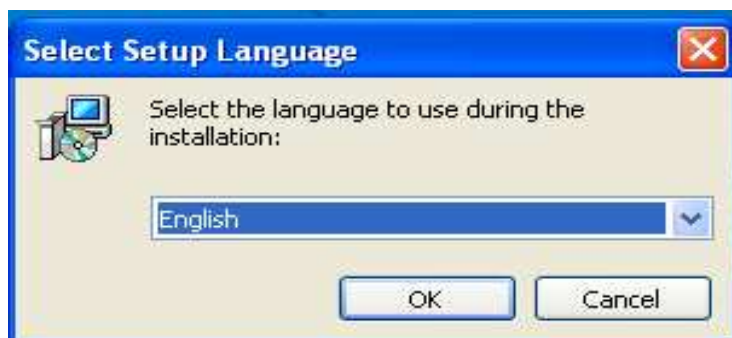 Select Setup Language
Select the language to use during the
installation:
English
OK
Cancel